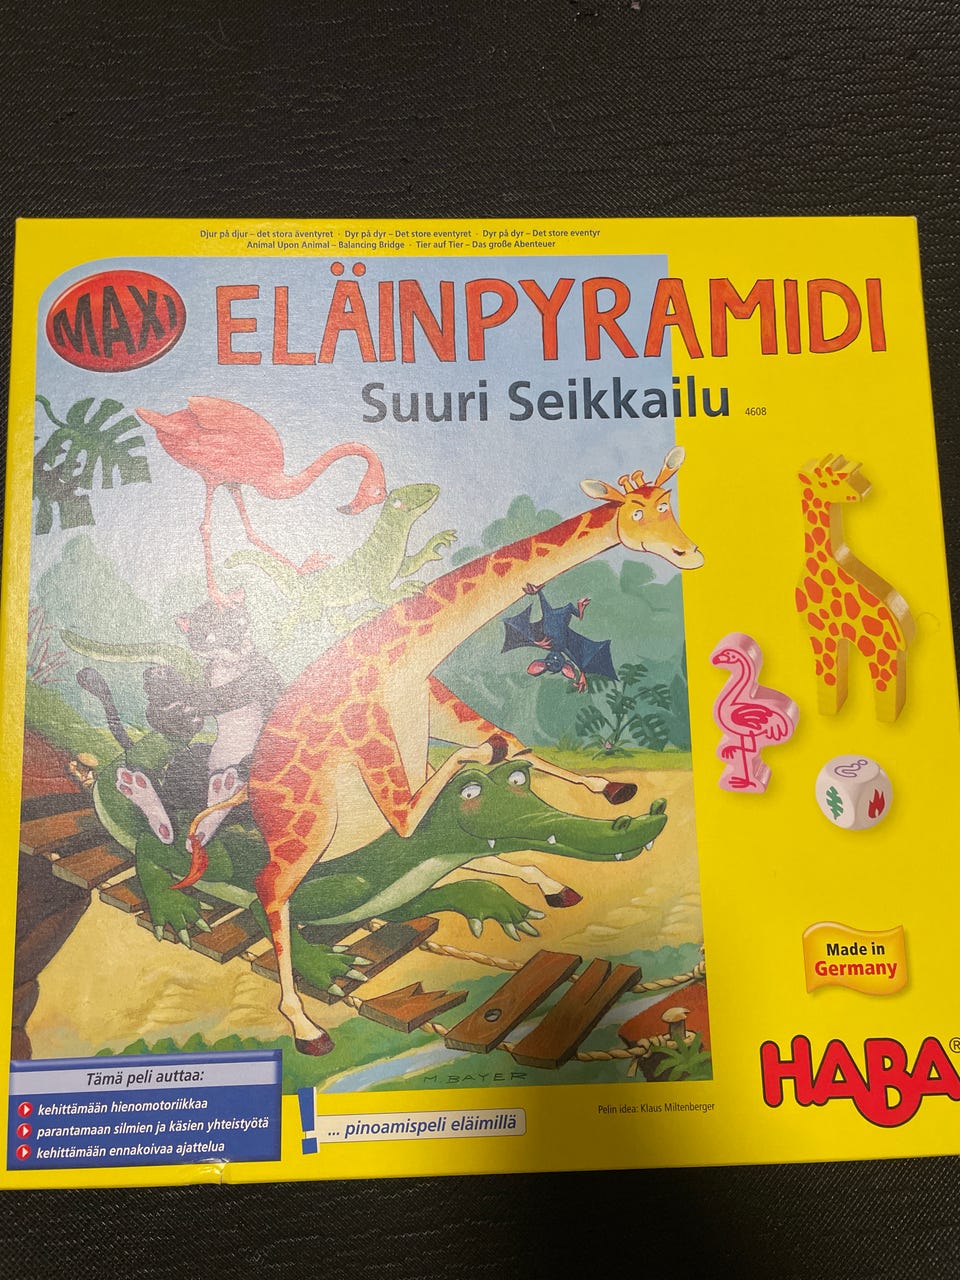 Djur på djur – det stora äventyret · Dyr på dyr – Det store eventyret · Dyr på dyr – Det store eventyr
Animal Upon Animal – Balancing Bridge · Tier auf Tier – Das große Abenteuer
MAXI
ELÄINPYRAMIDI
Suuri Seikkailu 4608
Made in
Germany
HABA®
M. BAYER
Tämä peli auttaa:
kehittämään hienomotoriikkaa
parantamaan silmien ja käsien yhteistyötä
kehittämään ennakoivaa ajattelua
! ... pinoamispeli eläimillä
Pelin idea: Klaus Miltenberger